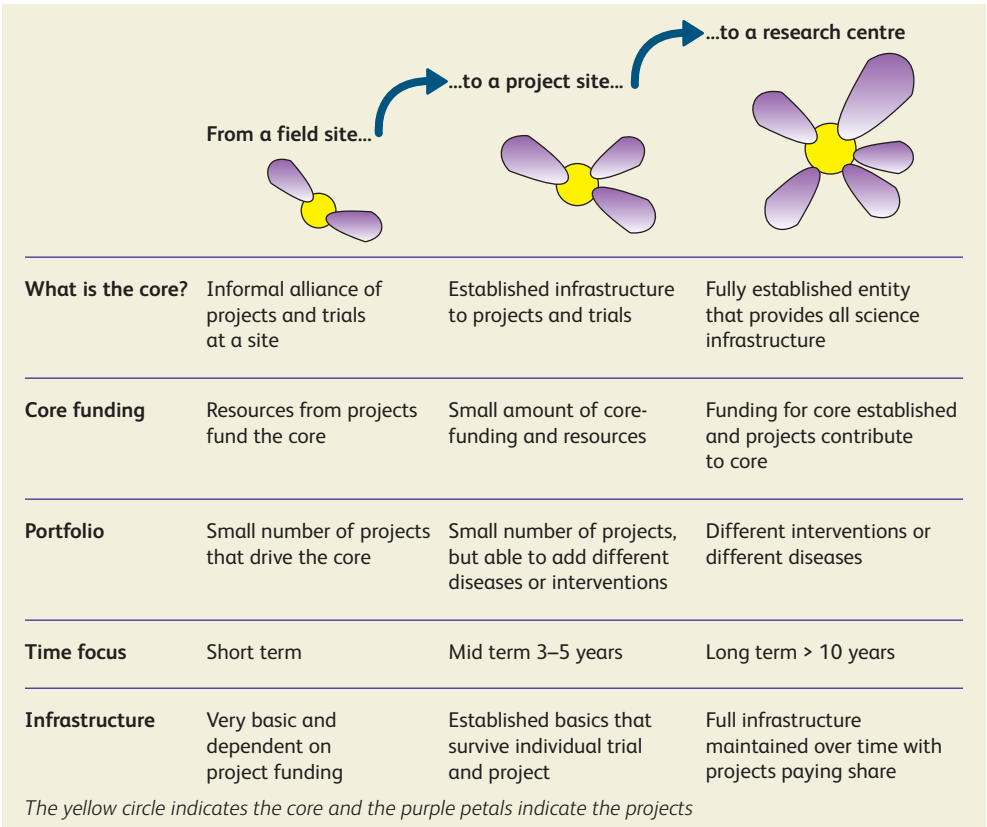 ...to a research centre
...to a project site...
From a field site...
What is the core?
Informal alliance of
projects and trials
at a site
Established infrastructure
to projects and trials
Fully established entity
that provides all science
infrastructure
Core funding
Resources from projects
fund the core
Small amount of core-
funding and resources
Funding for core established
and projects contribute
to core
Portfolio
Small number of projects
that drive the core
Small number of projects,
but able to add different
diseases or interventions
Different interventions or
different diseases
Time focus
Short term
Mid term 3–5 years
Long term > 10 years
Infrastructure
Very basic and
dependent on
project funding
Established basics that
survive individual trial
and project
Full infrastructure
maintained over time with
projects paying share
The yellow circle indicates the core and the purple petals indicate the projects